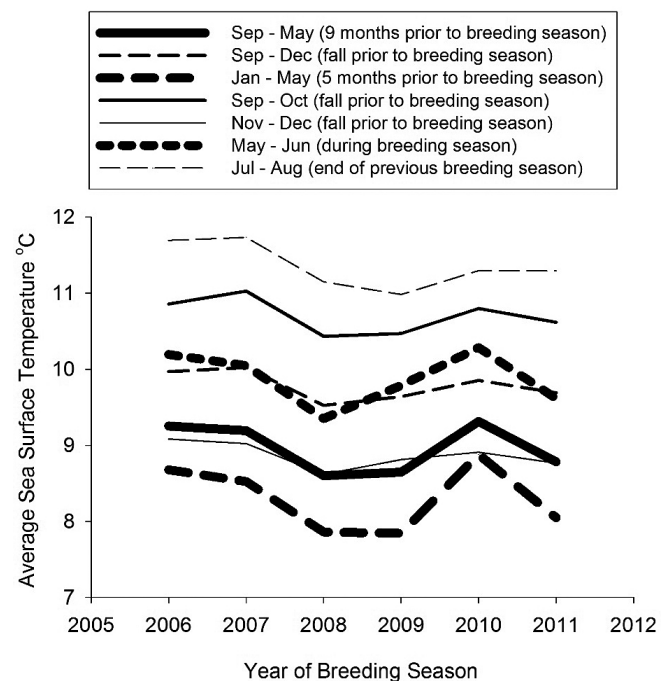 Sep - May (9 months prior to breeding season)
Sep - Dec (fall prior to breeding season)
Jan - May (5 months prior to breeding season)
Sep - Oct (fall prior to breeding season)
Nov - Dec (fall prior to breeding season)
May - Jun (during breeding season)
Jul - Aug (end of previous breeding season)
Average Sea Surface Temperature °C
12
11
10
9
8
7
2005 2006 2007 2008 2009 2010 2011 2012
Year of Breeding Season